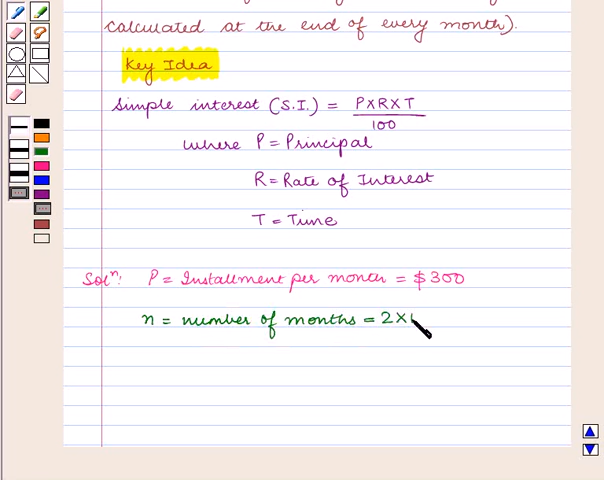 calculated at the end of every month).
Key Idea
Simple interest (S.I.) = P×R×T
100
where P = Principal
R = Rate of Interest
T = Time
Solⁿ: P = Installment per month = $300
n = number of months = 2×